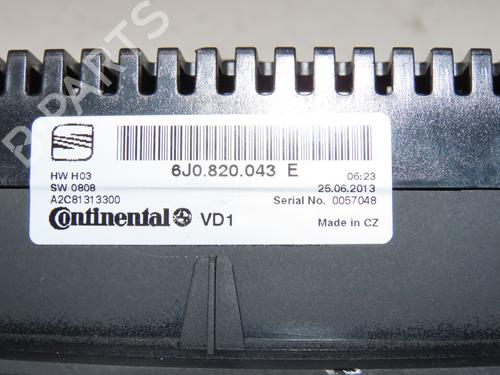 B PARTS
6J0.820.043 E
HW H03
06:23
SW 0808
25.06.2013
A2C81313300
Serial No. 0057048
Continental VD1
Made in CZ